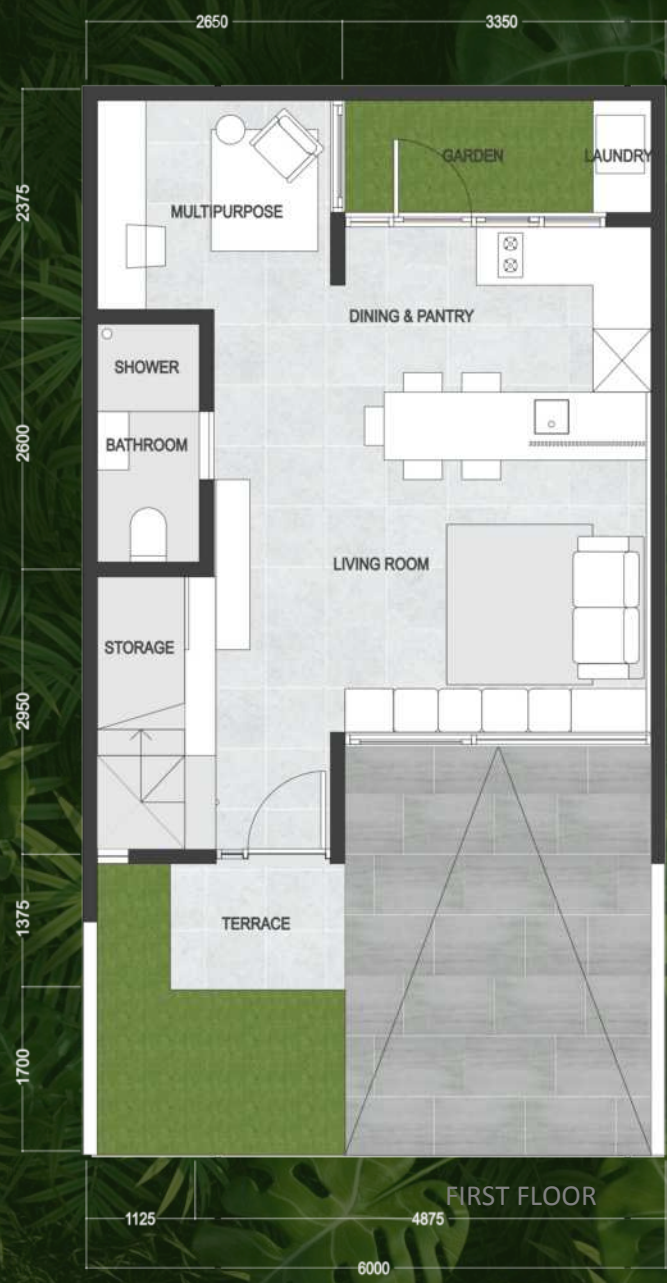 2650
3350
2375
GARDEN
LAUNDRY
MULTIPURPOSE
DINING & PANTRY
SHOWER
2600
BATHROOM
LIVING ROOM
STORAGE
2950
1375
TERRACE
1700
FIRST FLOOR
1125
4875
6000